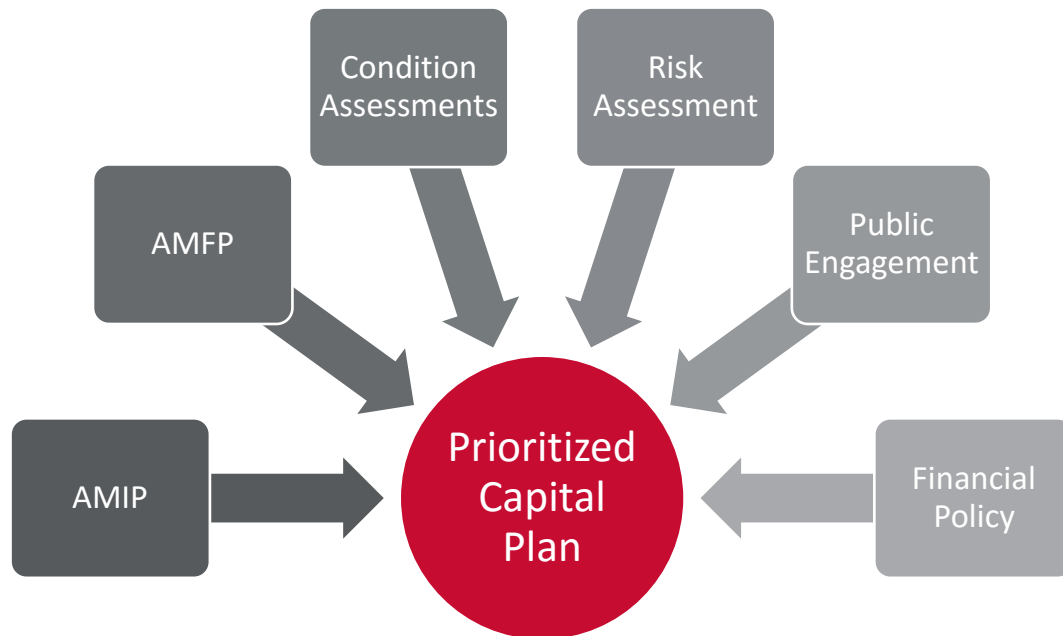 Condition
Assessments
Risk
Assessment
AMFP
Public
Engagement
AMIP
Prioritized
Capital
Plan
Financial
Policy